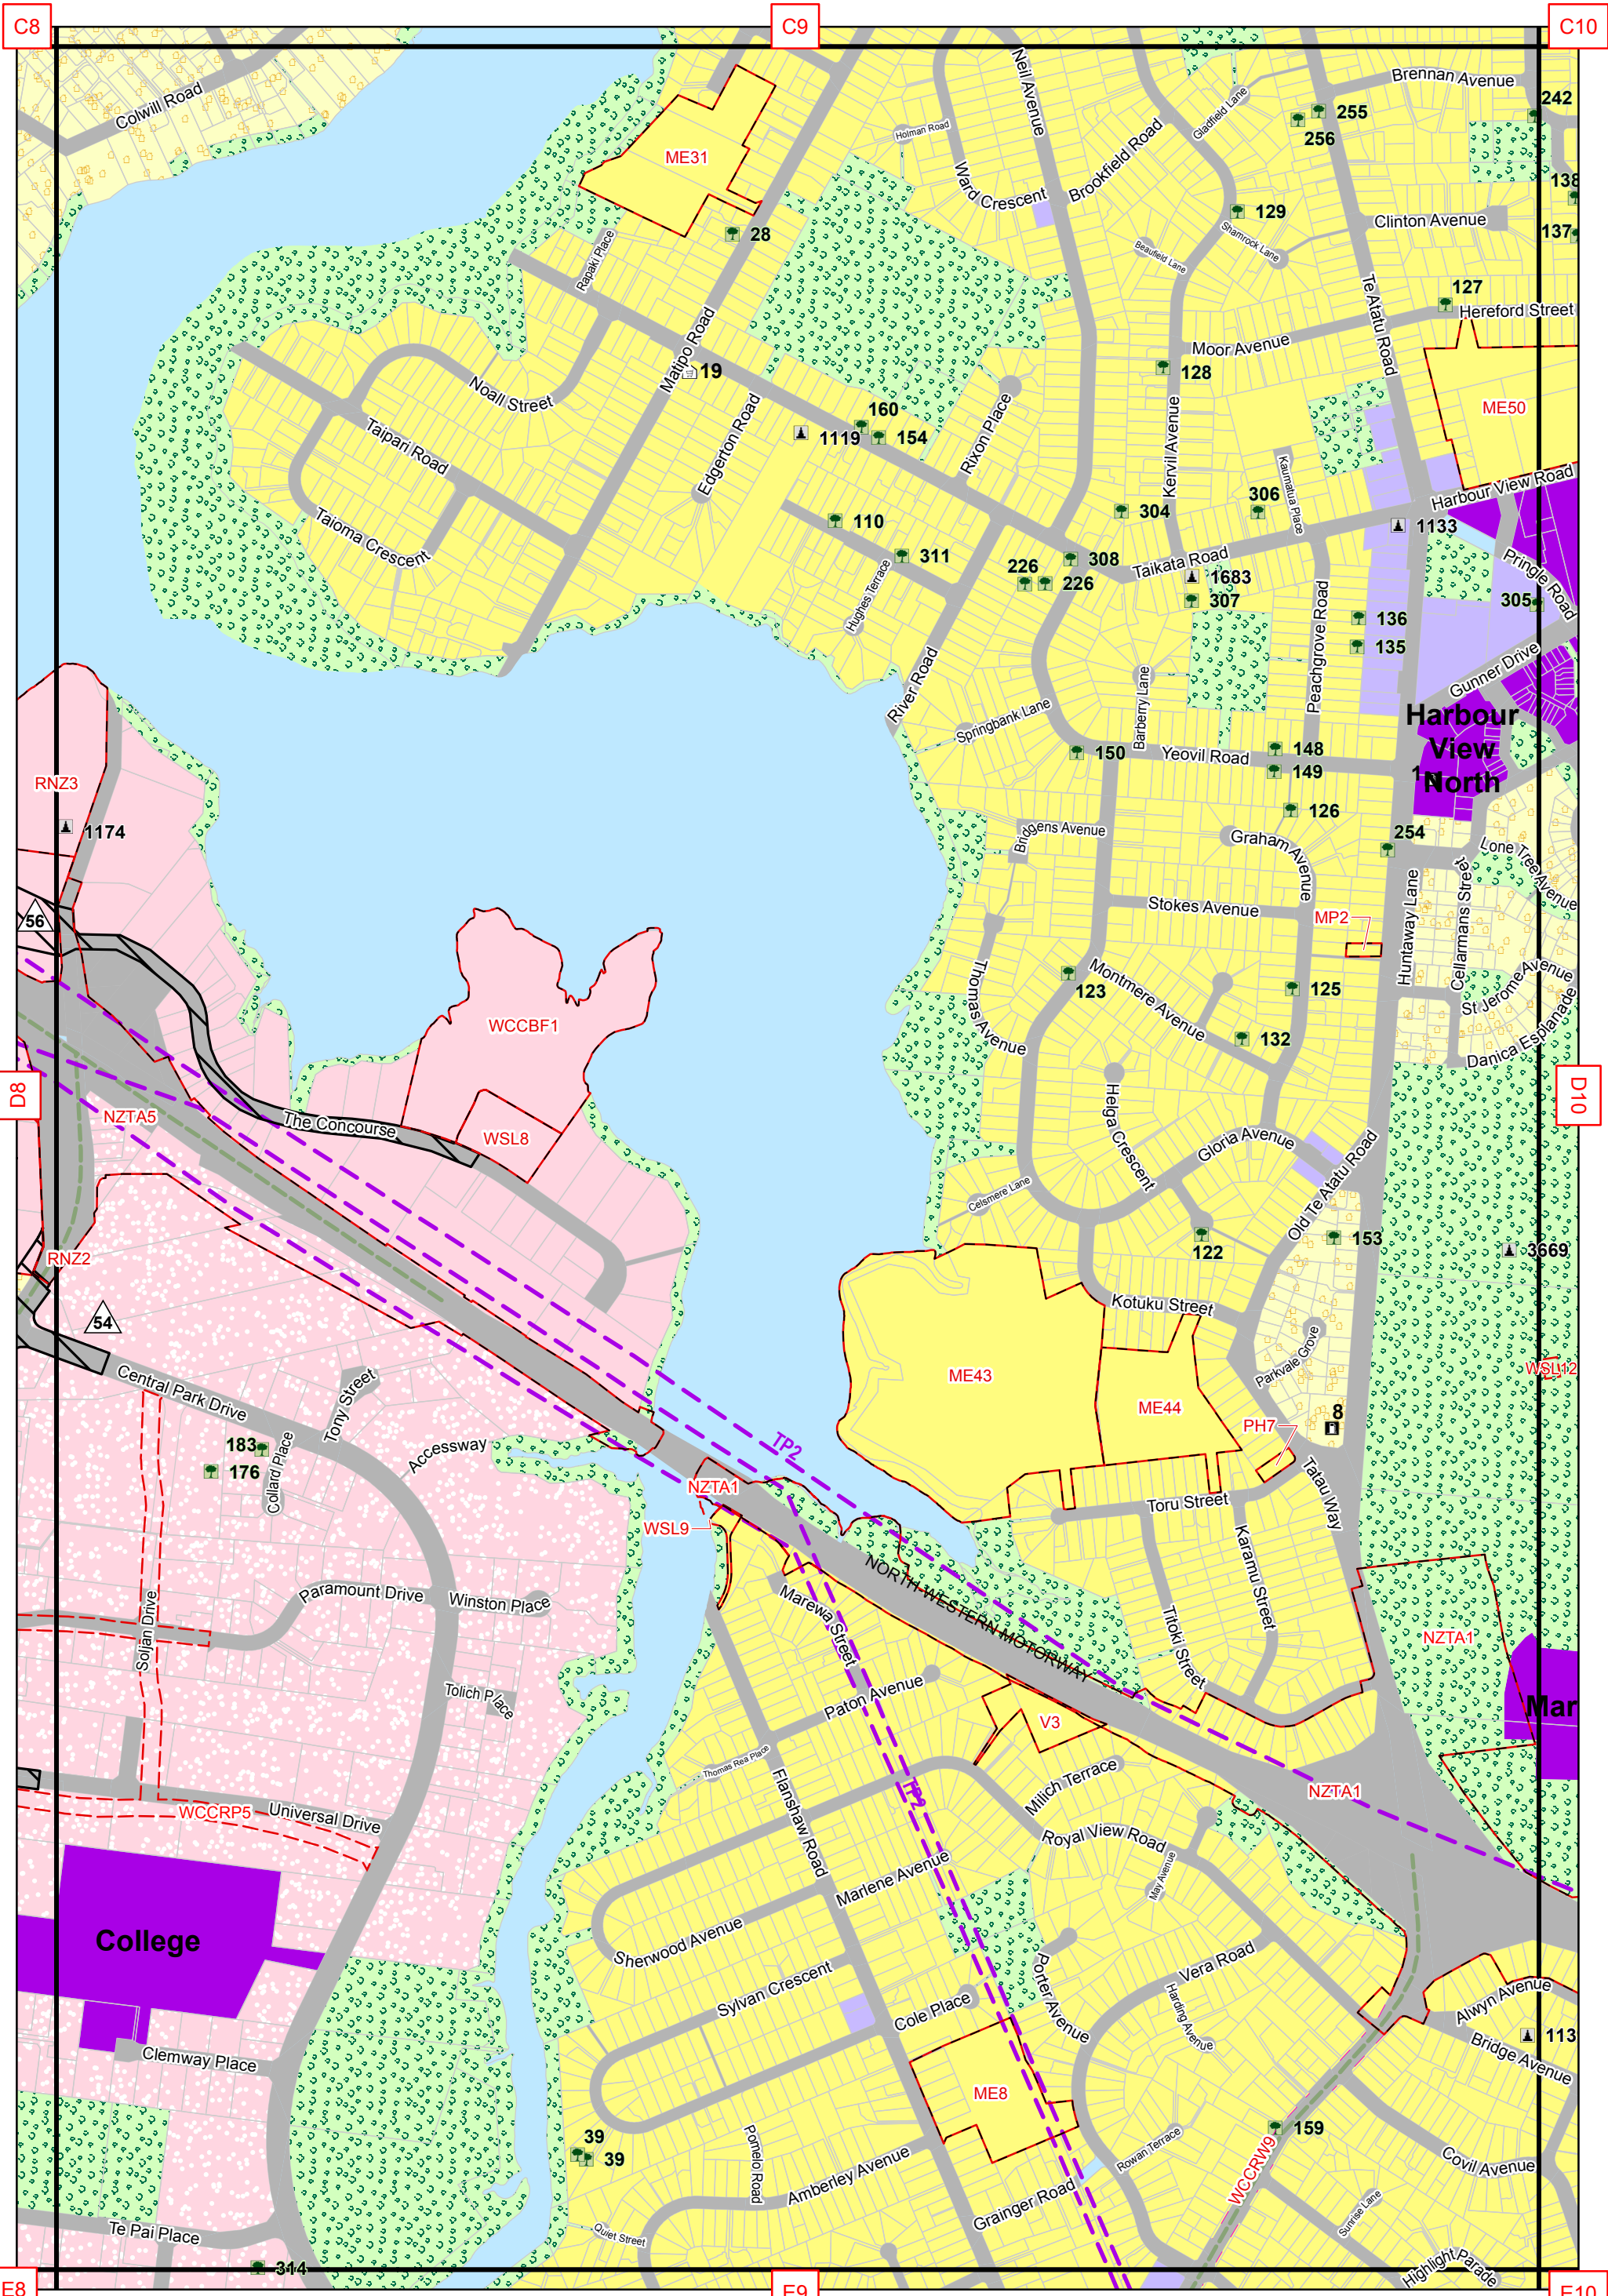 C8
C9
C10
Colwill Road
Neil Avenue
Holman Road
Ward Crescent
Brookfield Road
Gladfield Lane
Brennan Avenue
242
255
256
138
ME31
28
129
Clinton Avenue
137
Shamrock Lane
Beaufield Lane
Rapaki Place
Te Atatu Road
127
Hereford Street
Matipo Road
Moor Avenue
19
128
ME50
Noall Street
Taipari Road
Edgerton Road
160
1119
154
Rixon Place
Kervil Avenue
Kaumatua Place
306
304
Harbour View Road
1133
Taioma Crescent
110
311
308
226
226
Taikata Road
1683
307
Pringle Road
305
Hughes Terrace
136
135
Peachgrove Road
Gunner Drive
River Road
Barberry Lane
Springbank Lane
Harbour
View
North
150
Yeovil Road
148
149
RNZ3
1174
126
Bridgens Avenue
Graham Avenue
254
Lone Tree Avenue
56
Stokes Avenue
MP2
Huntaway Lane
Cellarmans Street
St Jerome Avenue
Danica Esplanade
Thomas Avenue
123
Montmere Avenue
125
132
WCCBF1
D8
D10
NZTA5
The Concourse
WSL8
Helga Crescent
Gloria Avenue
Old Te Atatu Road
Celsmere Lane
RNZ2
122
153
3669
54
Kotuku Street
Parkvale Grove
WSL12
ME43
ME44
PH7
8
Central Park Drive
Tony Street
183
176
Collard Place
Accessway
TP2
NZTA1
WSL9
Toru Street
Tatau Way
NORTH WESTERN MOTORWAY
Marewa Street
Titoki Street
Karamu Street
NZTA1
Soljan Drive
Paramount Drive
Winston Place
Tolich Place
Paton Avenue
V3
Mar
Thomas Rea Place
Flanshaw Road
TP2
Milich Terrace
NZTA1
WCCRP5
Universal Drive
Royal View Road
May Avenue
Marlene Avenue
College
Sherwood Avenue
Vera Road
Porter Avenue
Harding Avenue
Sylvan Crescent
Cole Place
Alwyn Avenue
113
Bridge Avenue
Clemway Place
ME8
39
39
159
Pomelo Road
Amberley Avenue
Rowan Terrace
WCCRW9
Covil Avenue
Grainger Road
Sunrise Lane
Te Pai Place
Quiet Street
314
Highlight Parade
E8
E9
E10